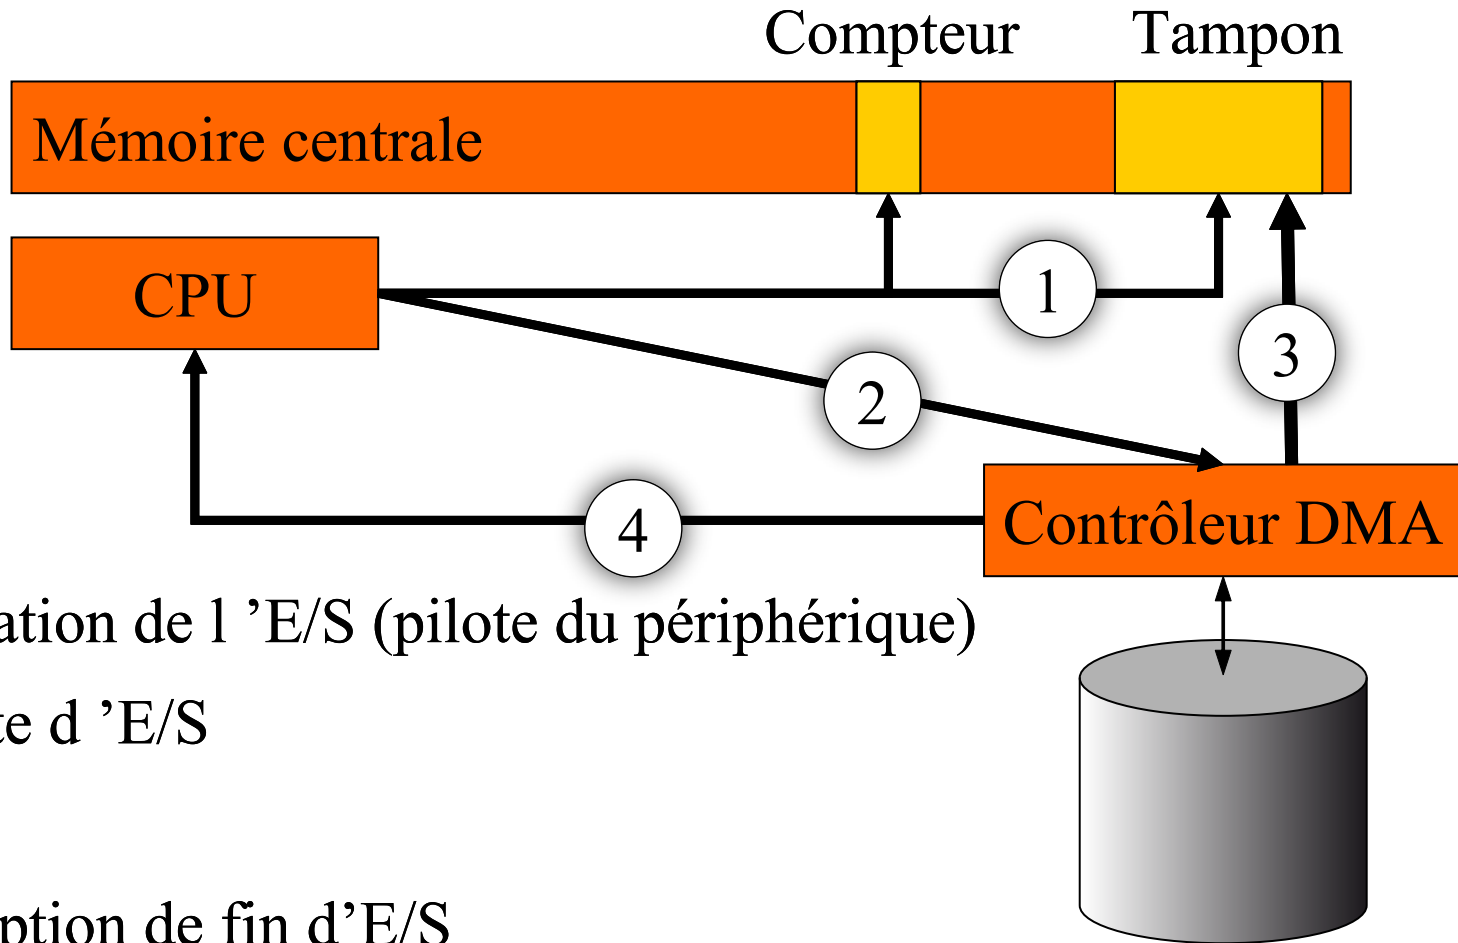 Compteur Tampon
Mémoire centrale
CPU
1
3
2
Contrôleur DMA
4
ation de l ’E/S (pilote du périphérique)
te d ’E/S
ption de fin d’E/S